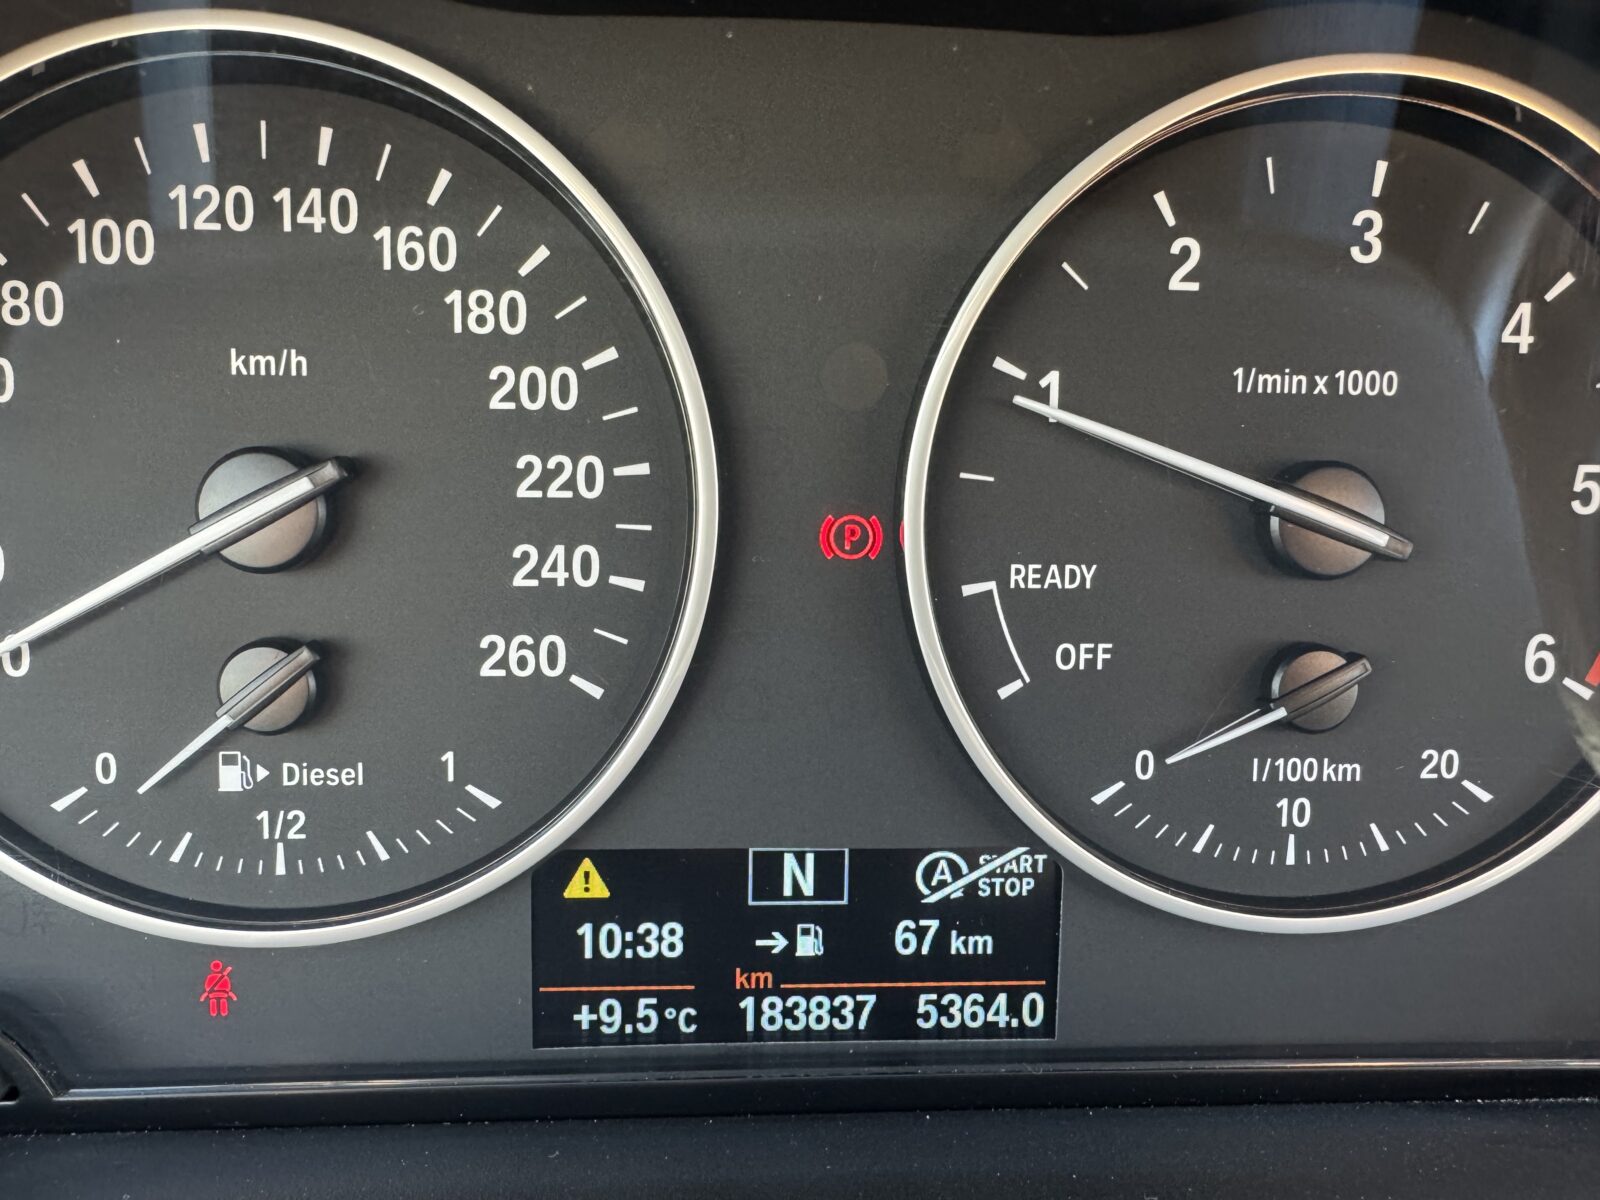 80
100
120
140
160
180
200
220
240
260
km/h
0
0
Diesel
1
1/2
1
2
3
4
5
6
1/min x 1000
READY
OFF
0
l/100km
20
10
P
N
A START
STOP
10:38
67 km
km
+9.5°C
183837
5364.0